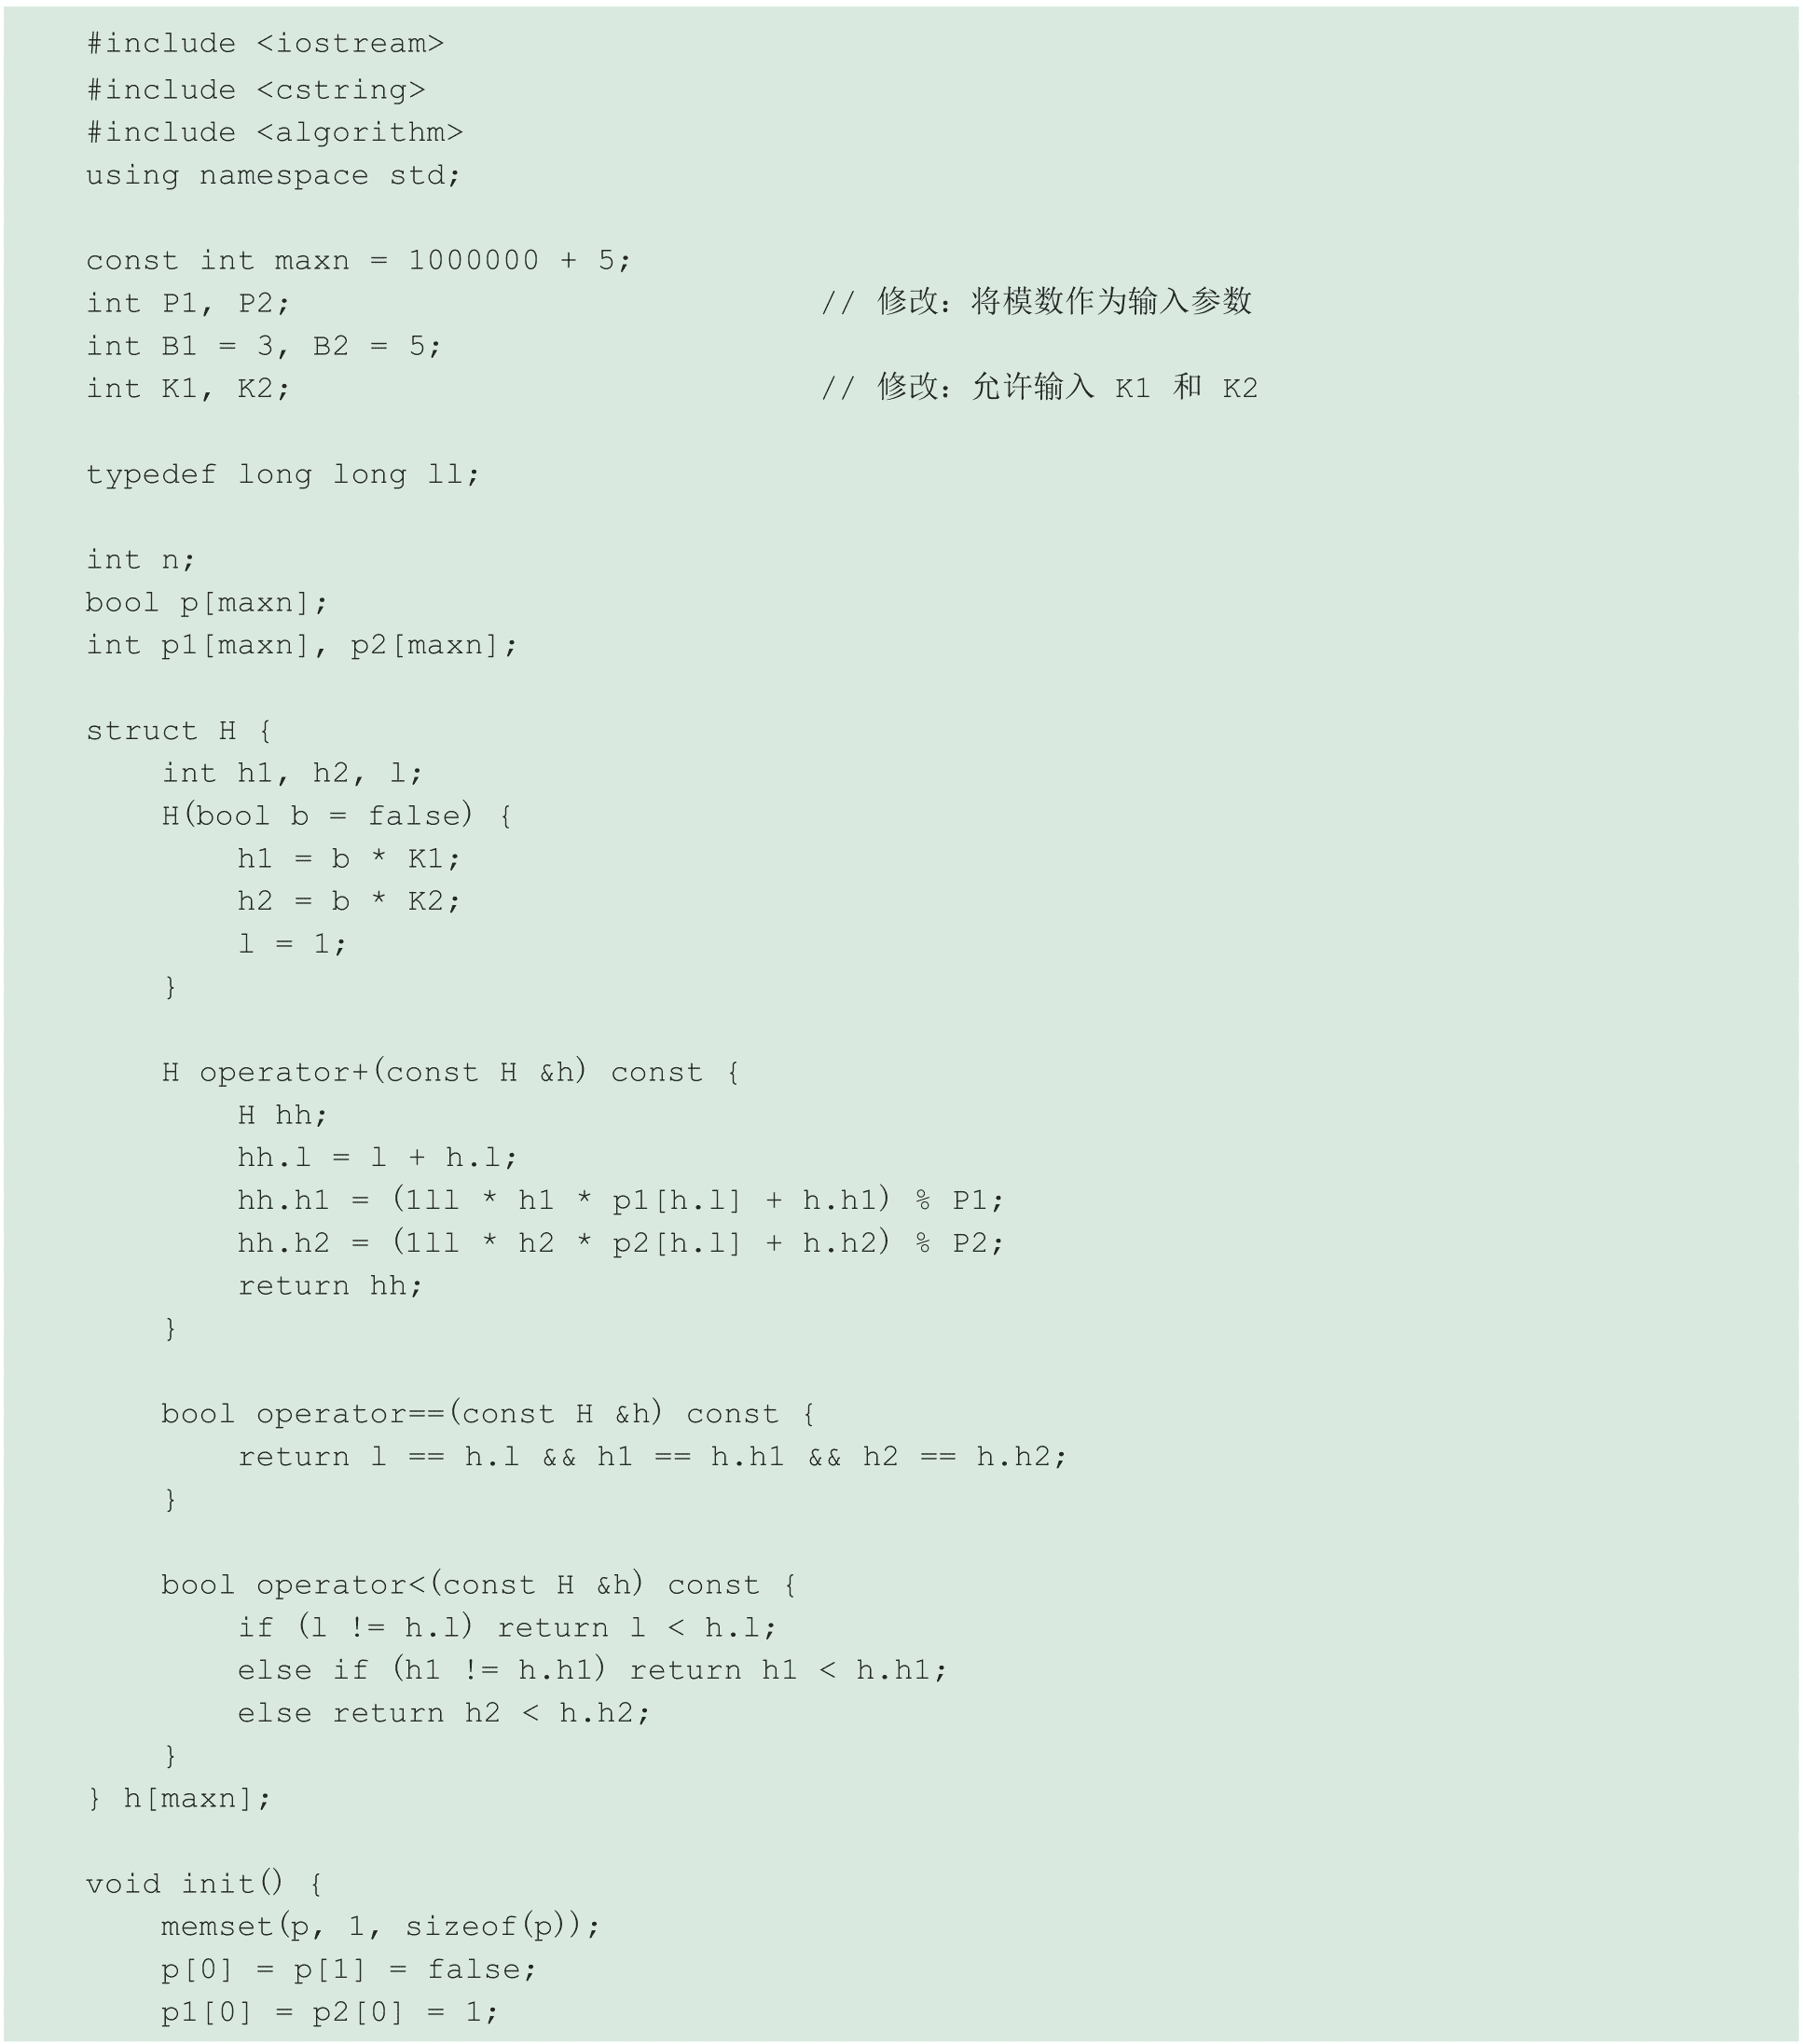 #include <iostream>
#include <cstring>
#include <algorithm>
using namespace std;

const int maxn = 1000000 + 5;
int P1, P2;                            // 修改：将模数作为输入参数
int B1 = 3, B2 = 5;
int K1, K2;                            // 修改：允许输入 K1 和 K2

typedef long long ll;

int n;
bool p[maxn];
int p1[maxn], p2[maxn];

struct H {
    int h1, h2, l;
    H(bool b = false) {
        h1 = b * K1;
        h2 = b * K2;
        l = 1;
    }

    H operator+(const H &h) const {
        H hh;
        hh.l = l + h.l;
        hh.h1 = (1ll * h1 * p1[h.l] + h.h1) % P1;
        hh.h2 = (1ll * h2 * p2[h.l] + h.h2) % P2;
        return hh;
    }

    bool operator==(const H &h) const {
        return l == h.l && h1 == h.h1 && h2 == h.h2;
    }

    bool operator<(const H &h) const {
        if (l != h.l) return l < h.l;
        else if (h1 != h.h1) return h1 < h.h1;
        else return h2 < h.h2;
    }
} h[maxn];

void init() {
    memset(p, 1, sizeof(p));
    p[0] = p[1] = false;
    p1[0] = p2[0] = 1;